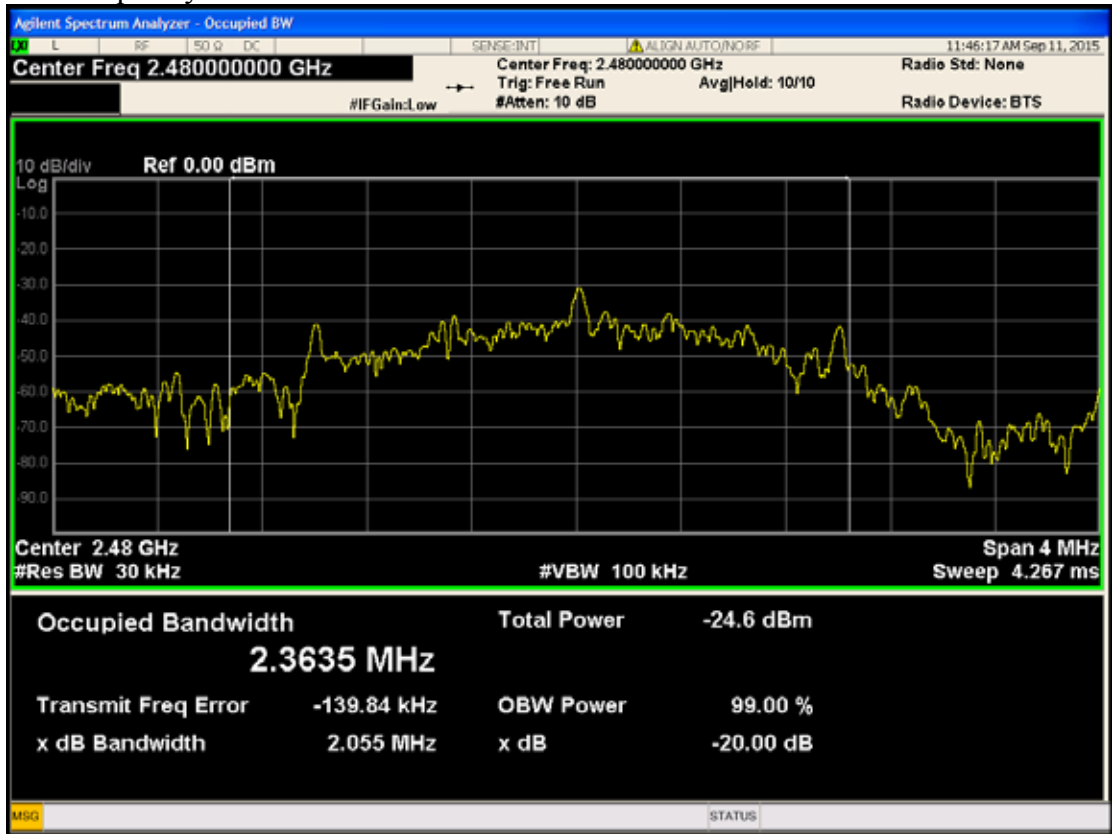 Agilent Spectrum Analyzer - Occupied BW
LXI L RF 50 Ω DC SENSE:INT ALIGN AUTO/NO RF 11:46:17 AM Sep 11, 2015
Center Freq 2.480000000 GHz Center Freq: 2.480000000 GHz Radio Std: None
Trig: Free Run Avg|Hold: 10/10
#IFGain:Low #Atten: 10 dB Radio Device: BTS
10 dB/div Ref 0.00 dBm
Log
-10.0
-20.0
-30.0
-40.0
-50.0
-60.0
-70.0
-80.0
-90.0
Center 2.48 GHz Span 4 MHz
#Res BW 30 kHz #VBW 100 kHz Sweep 4.267 ms
Occupied Bandwidth Total Power -24.6 dBm
2.3635 MHz
Transmit Freq Error -139.84 kHz OBW Power 99.00 %
x dB Bandwidth 2.055 MHz x dB -20.00 dB
MSG STATUS